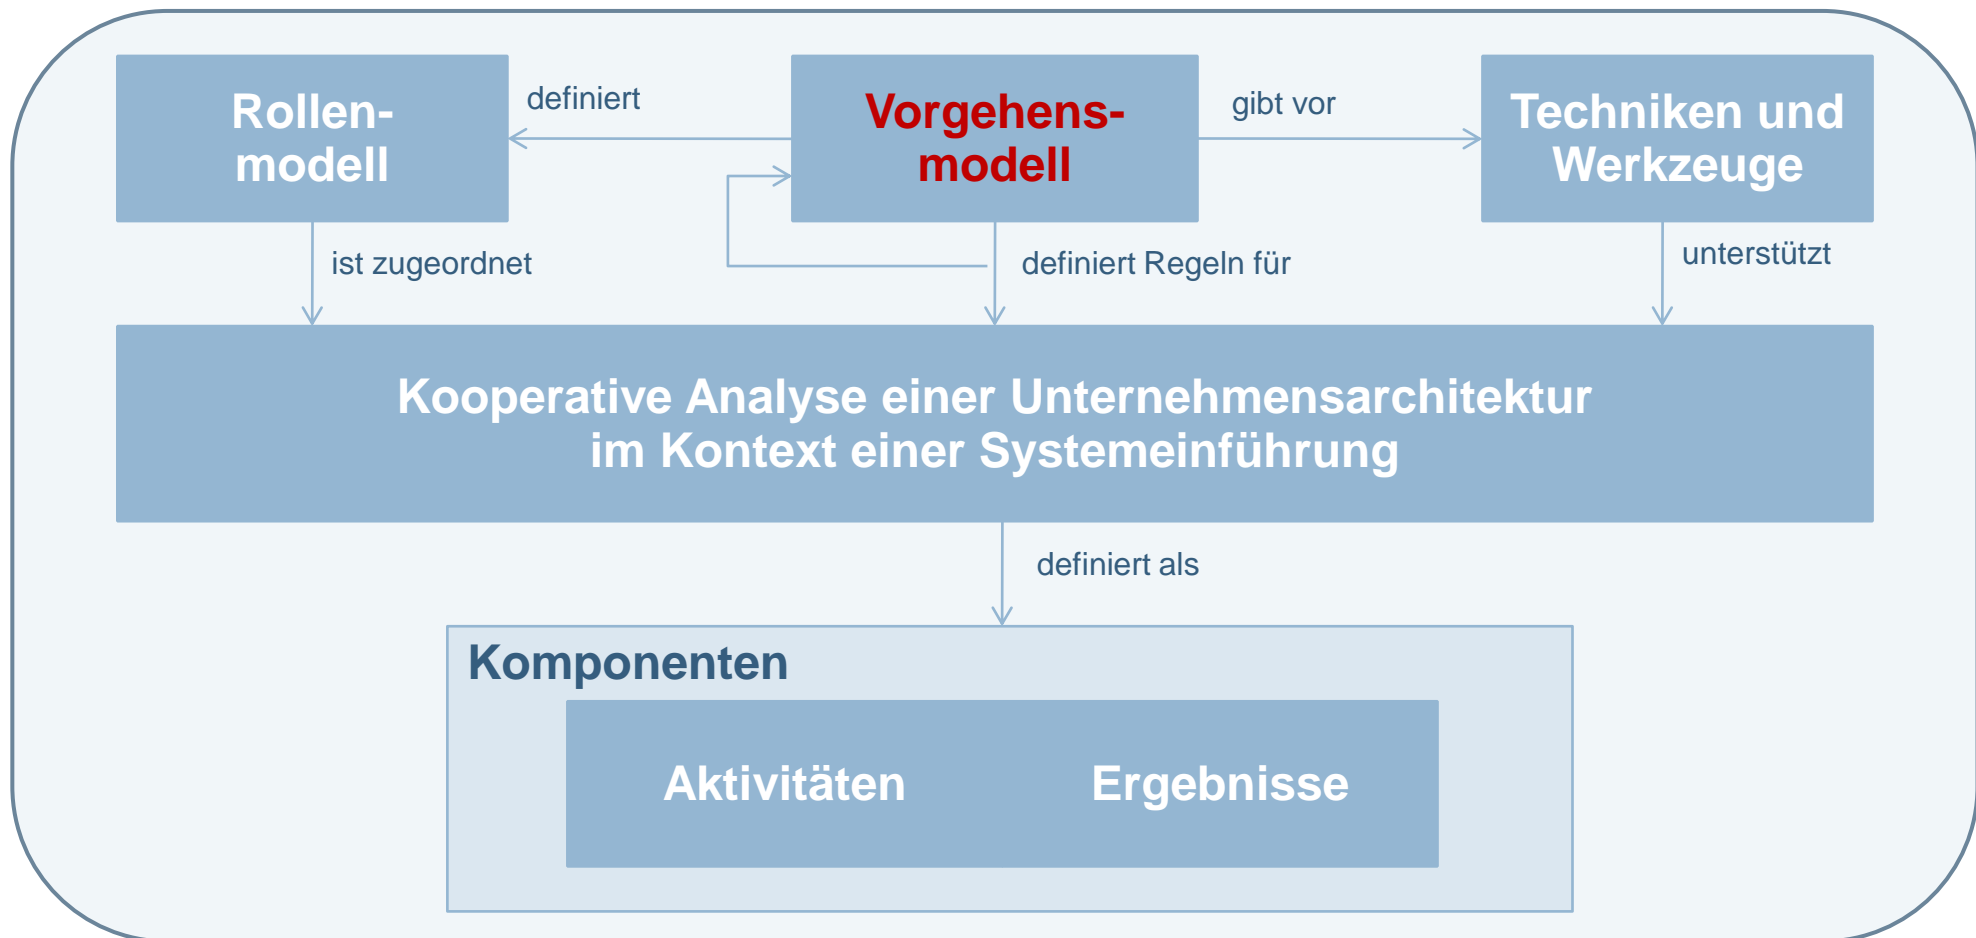 Rollen-
modell
definiert
Vorgehens-
modell
gibt vor
Techniken und
Werkzeuge
ist zugeordnet
definiert Regeln für
unterstützt
Kooperative Analyse einer Unternehmensarchitektur
im Kontext einer Systemeinführung
definiert als
Komponenten
Aktivitäten
Ergebnisse